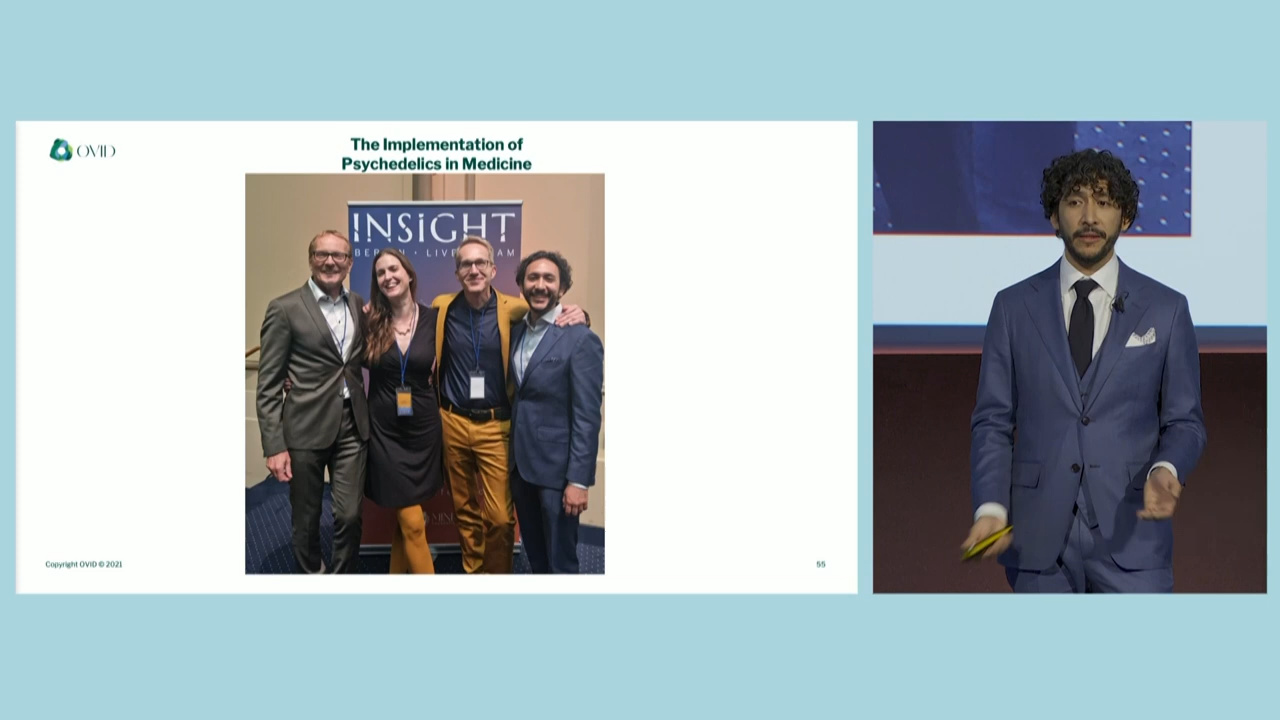 OVID
The Implementation of
Psychedelics in Medicine
INSiGHT
Copyright OVID © 2021
55